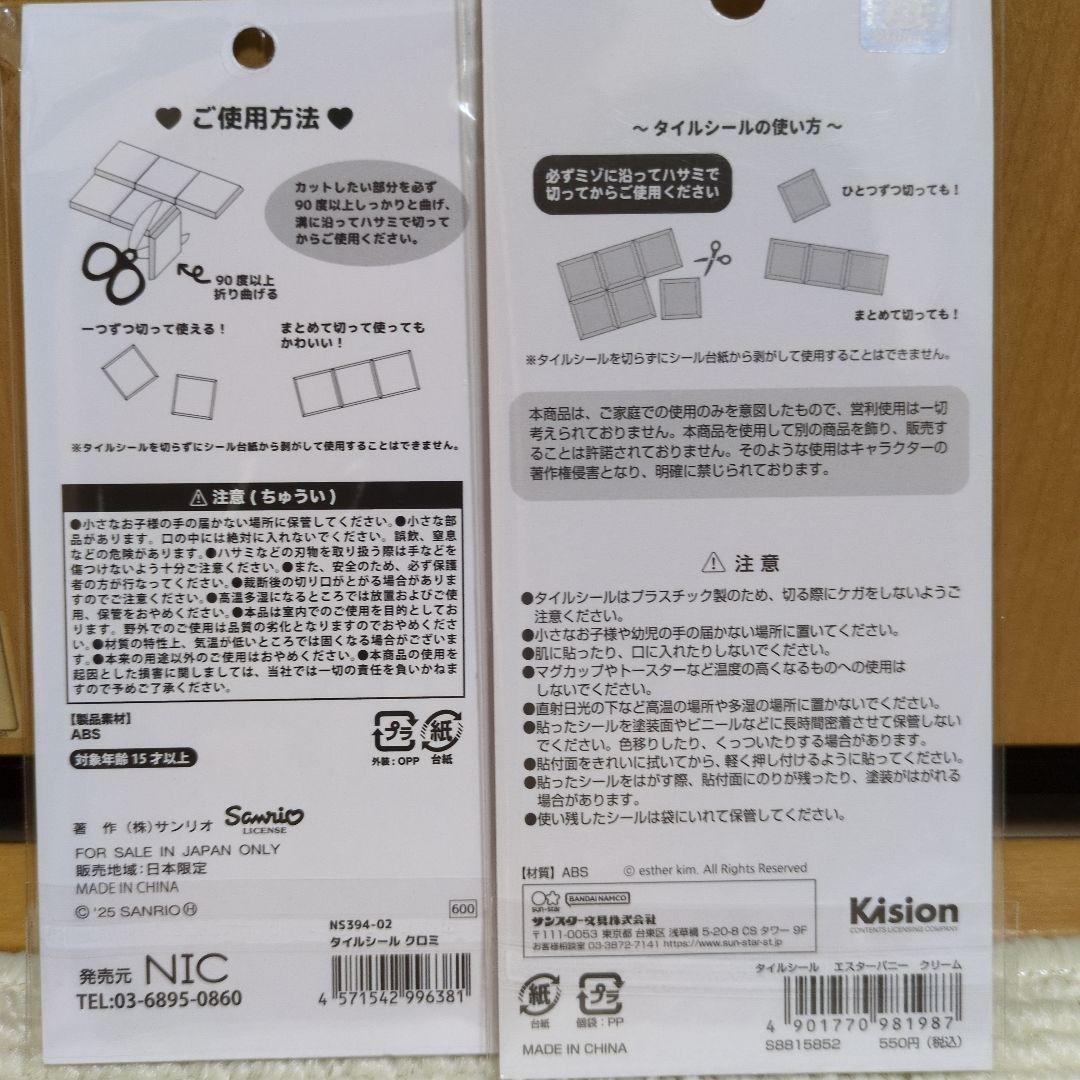 ♥ ご使用方法 ♥
カットしたい部分を必ず
90度以上しっかりと曲げ、
溝に沿ってハサミで切って
からご使用ください。
90度以上
折り曲げる
一つずつ切って使える！
まとめて切って使っても
かわいい！
※タイルシールを切らずにシール台紙から剥がして使用することはできません。
⚠ 注意(ちゅうい)
●小さなお子様の手の届かない場所に保管してください。●小さな部
品があります。口の中には絶対に入れないでください。誤飲、窒息
などの危険があります。●ハサミなどの刃物を取り扱う際は手などを
傷つけないよう十分ご注意ください。●また、安全のため、必ず保護
者の方が行なってください。●裁断後の切り口がとがる場合がありま
すのでご注意ください。●高温多湿になるところでは放置およびご使
用、保管をおやめください。●本品は室内でのご使用を目的としてお
ります。野外でのご使用は品質の劣化となりますのでおやめくださ
い。●材質の特性上、気温が低いところでは固くなる場合がございま
す。●本来の用途以外のご使用はおやめください。●本商品の使用を
起因とした損害に関しましては、当社では一切の責任を負いかねま
すので予めご了承ください。
【製品素材】
ABS
対象年齢15才以上
プラ
外装：OPP
紙
台紙
著 作 (株)サンリオ
Sanrio
LICENSE
FOR SALE IN JAPAN ONLY
販売地域：日本限定
MADE IN CHINA
© '25 SANRIO Ⓗ
600
NS394-02
タイルシール クロミ
発売元 NIC
TEL:03-6895-0860
4 571542 996381
～ タイルシールの使い方 ～
必ずミゾに沿ってハサミで
切ってからご使用ください
ひとつずつ切っても！
まとめて切っても！
※タイルシールを切らずにシール台紙から剥がして使用することはできません。
本商品は、ご家庭での使用のみを意図したもので、営利使用は一切
考えられておりません。本商品を使用して別の商品を飾り、販売す
ることは許諾されておりません。そのような使用はキャラクターの
著作権侵害となり、明確に禁じられております。
⚠ 注意
●タイルシールはプラスチック製のため、切る際にケガをしないようご
注意ください。
●小さなお子様や幼児の手の届かない場所に置いてください。
●肌に貼ったり、口に入れたりしないでください。
●マグカップやトースターなど温度の高くなるものへの使用は
しないでください。
●直射日光の下など高温の場所や多湿の場所に置かないでください。
●貼ったシールを塗装面やビニールなどに長時間密着させて保管しない
でください。色移りしたり、くっついたりする場合があります。
●貼付面をきれいに拭いてから、軽く押し付けるように貼ってください。
●貼ったシールをはがす際、貼付面にのりが残ったり、塗装がはがれる
場合があります。
●使い残したシールは袋にいれて保管してください。
【材質】ABS
© esther kim. All Rights Reserved
sun-star
BANDAI NAMCO
サンスター文具株式会社
〒111-0053 東京都 台東区 浅草橋 5-20-8 CS タワー 9F
お客様相談室 03-3872-7141 https://www.sun-star-st.jp
Kision
CONTENTS LICENSING COMPANY
紙
台紙
プラ
個袋：PP
MADE IN CHINA
タイルシール エスターバニー クリーム
4 901770 981987
S8815852 550円（税込）